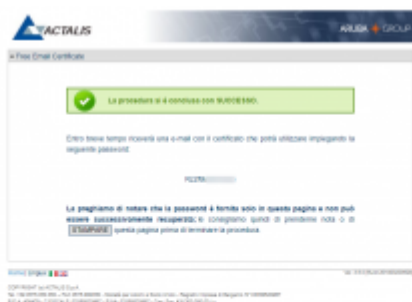 ACTALIS
ARUBA GROUP
Free Email Certificate
La procedura si è conclusa con SUCCESSO.
Entro breve tempo riceverà una e-mail con il certificato che potrà utilizzare impiegando la
seguente password:
La preghiamo di notare che la password è fornita solo in questa pagina e non può
essere successivamente recuperata; le consigliamo quindi di prenderne nota o di
STAMPARE questa pagina prima di terminare la procedura.